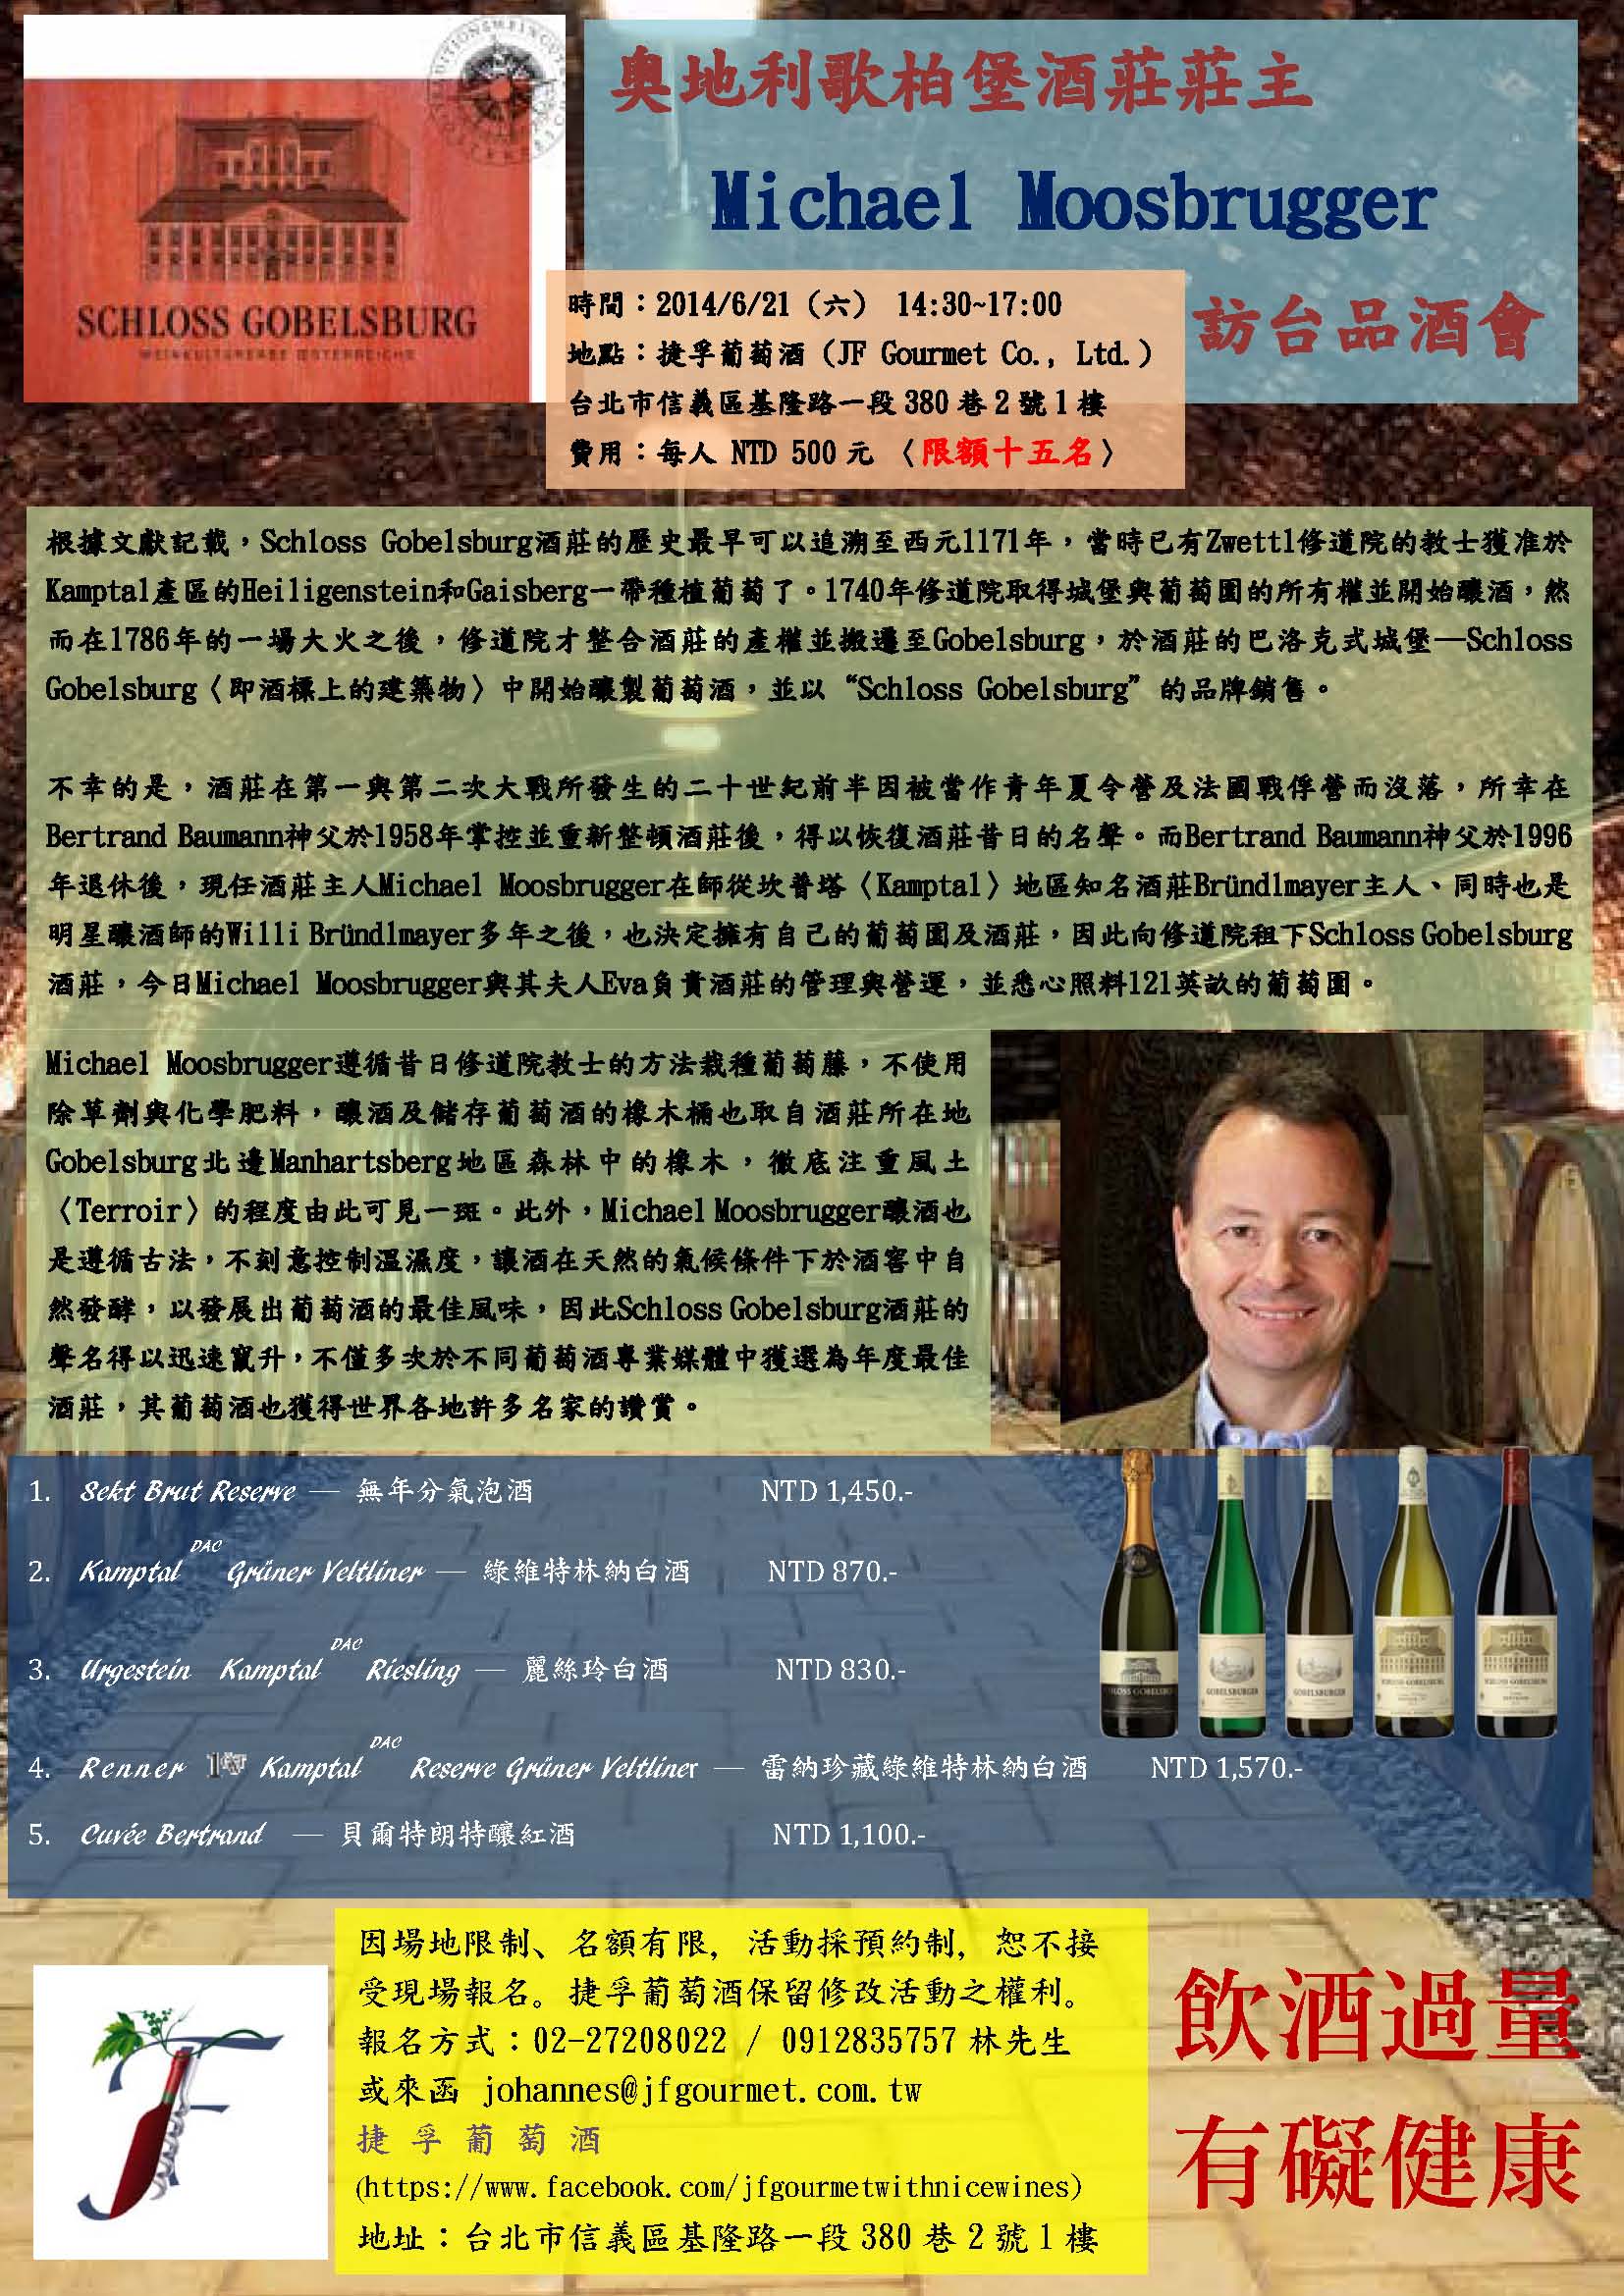 奧地利歌柏堡酒莊莊主
Michael Moosbrugger
訪台品酒會
SCHLOSS GOBELSBURG
WEINKULTURERBE ÖSTERREICHS
時間：2014/6/21（六） 14:30~17:00
地點：捷孚葡萄酒（JF Gourmet Co., Ltd.）
台北市信義區基隆路一段 380 巷 2 號 1 樓
費用：每人 NTD 500 元 〈限額十五名〉
根據文獻記載，Schloss Gobelsburg酒莊的歷史最早可以追溯至西元1171年，當時已有Zwettl修道院的教士獲准於
Kamptal產區的Heiligenstein和Gaisberg一帶種植葡萄了。1740年修道院取得城堡與葡萄園的所有權並開始釀酒，然
而在1786年的一場大火之後，修道院才整合酒莊的產權並搬遷至Gobelsburg，於酒莊的巴洛克式城堡—Schloss
Gobelsburg〈即酒標上的建築物〉中開始釀製葡萄酒，並以“Schloss Gobelsburg”的品牌銷售。
不幸的是，酒莊在第一與第二次大戰所發生的二十世紀前半因被當作青年夏令營及法國戰俘營而沒落，所幸在
Bertrand Baumann神父於1958年掌控並重新整頓酒莊後，得以恢復酒莊昔日的名聲。而Bertrand Baumann神父於1996
年退休後，現任酒莊主人Michael Moosbrugger在師從坎普塔〈Kamptal〉地區知名酒莊Bründlmayer主人、同時也是
明星釀酒師的Willi Bründlmayer多年之後，也決定擁有自己的葡萄園及酒莊，因此向修道院租下Schloss Gobelsburg
酒莊，今日Michael Moosbrugger與其夫人Eva負責酒莊的管理與營運，並悉心照料121英畝的葡萄園。
Michael Moosbrugger遵循昔日修道院教士的方法栽種葡萄藤，不使用
除草劑與化學肥料，釀酒及儲存葡萄酒的橡木桶也取自酒莊所在地
Gobelsburg北邊Manhartsberg地區森林中的橡木，徹底注重風土
〈Terroir〉的程度由此可見一斑。此外，Michael Moosbrugger釀酒也
是遵循古法，不刻意控制溫濕度，讓酒在天然的氣候條件下於酒窖中自
然發酵，以發展出葡萄酒的最佳風味，因此Schloss Gobelsburg酒莊的
聲名得以迅速竄升，不僅多次於不同葡萄酒專業媒體中獲選為年度最佳
酒莊，其葡萄酒也獲得世界各地許多名家的讚賞。
1. Sekt Brut Reserve — 無年分氣泡酒 NTD 1,450.-
2. Kamptal DAC Grüner Veltliner — 綠維特林納白酒 NTD 870.-
3. Urgestein Kamptal DAC Riesling — 麗絲玲白酒 NTD 830.-
4. Renner Kamptal DAC Reserve Grüner Veltliner — 雷納珍藏綠維特林納白酒 NTD 1,570.-
5. Cuvée Bertrand — 貝爾特朗特釀紅酒 NTD 1,100.-
SCHLOSS GOBELSBURG
GOBELSBURGER
GOBELSBURGER
SCHLOSS GOBELSBURG
SCHLOSS GOBELSBURG
因場地限制、名額有限，活動採預約制，恕不接
受現場報名。捷孚葡萄酒保留修改活動之權利。
報名方式：02-27208022 / 0912835757 林先生
或來函 johannes@jfgourmet.com.tw
捷 孚 葡 萄 酒
(https://www.facebook.com/jfgourmetwithnicewines)
地址：台北市信義區基隆路一段 380 巷 2 號 1 樓
飲酒過量
有礙健康